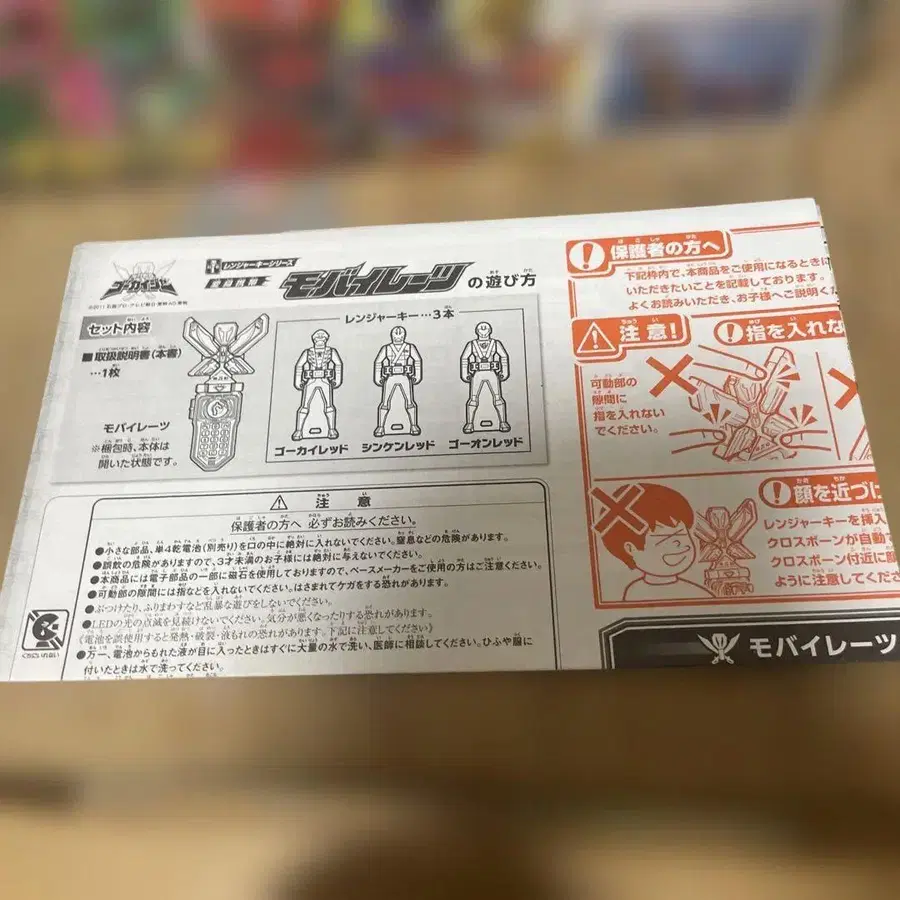 ゴーカイジャー
レンジャーキーシリーズ
モバイレーツの遊び方
セット内容
■取扱説明書(本書)
…1枚
モバイレーツ
※梱包時、本体は
開いた状態です。
レンジャーキー…3本
ゴーカイレッド
シンケンレッド
ゴーオンレッド
注意
保護者の方へ 必ずお読みください。
●小さな部品、単4乾電池(別売り)を口の中に絶対に入れないでください。窒息などの危険があります。
●誤飲の危険がありますので、3才未満のお子様には絶対に与えないでください。
●本商品には電子部品の一部に磁石を使用しておりますので、ペースメーカーをご使用の方はご注意ください。
●可動部の隙間には指などを入れないでください。はさまれてケガをする恐れがあります。
●ぶつけたり、ふりまわすなど乱暴な遊びをしないでください。
●LEDの光の点滅を見続けないでください。気分が悪くなったりする恐れがあります。
《電池を誤使用すると発熱・破裂・液もれの恐れがあります。下記に注意してください》
●万一、電池からもれた液が目に入ったときはすぐに大量の水で洗い、医師に相談してください。ひふや服に
付いたときは水で洗ってください。
保護者の方へ
下記枠内で、本商品をご使用になるときに
いただきたいことを記載しております。
よくお読みいただき、お子様へご説明くだ
注意!
指を入れな
可動部の
隙間に
指を入れない
でください。
顔を近づけ
レンジャーキーを挿入
クロスボーンが自動で
クロスボーン付近に顔
ように注意してくださ
モバイレーツ